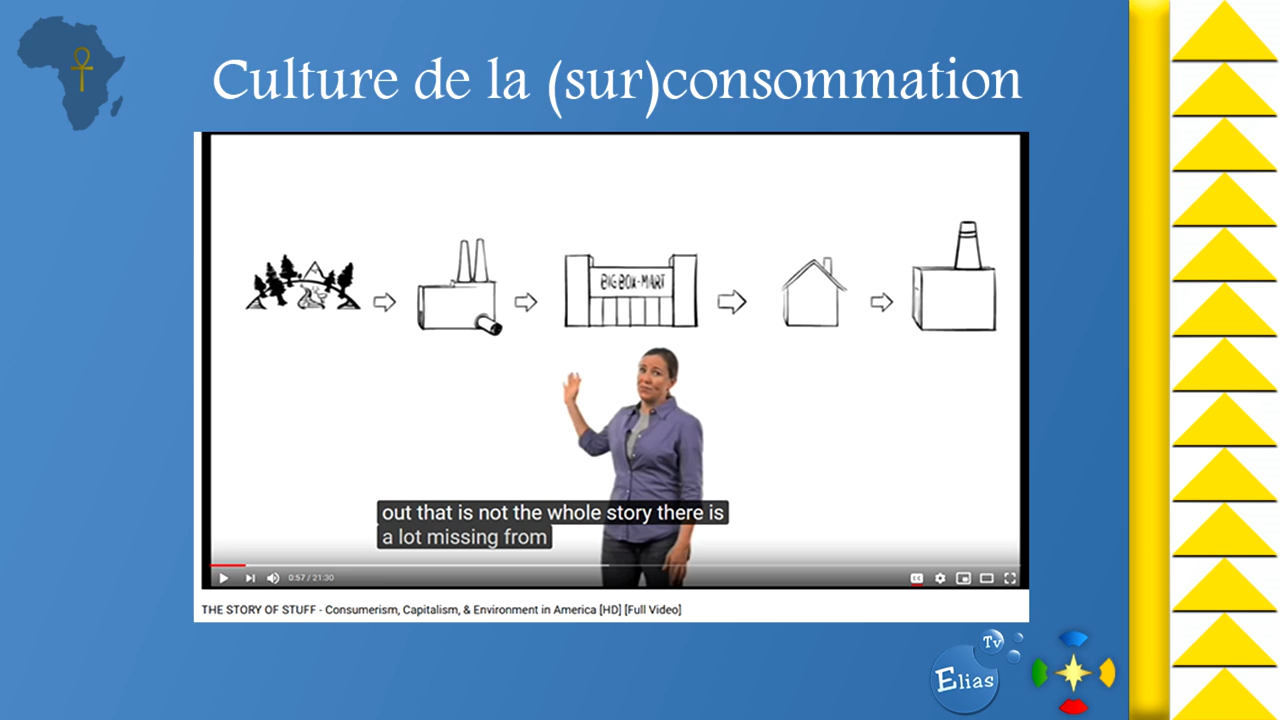 Culture de la (sur)consommation
BIG BOX-MART
out that is not the whole story there is
a lot missing from
0:57 / 21:30
THE STORY OF STUFF - Consumerism, Capitalism, & Environment in America [HD] [Full Video]
Tv
Elias